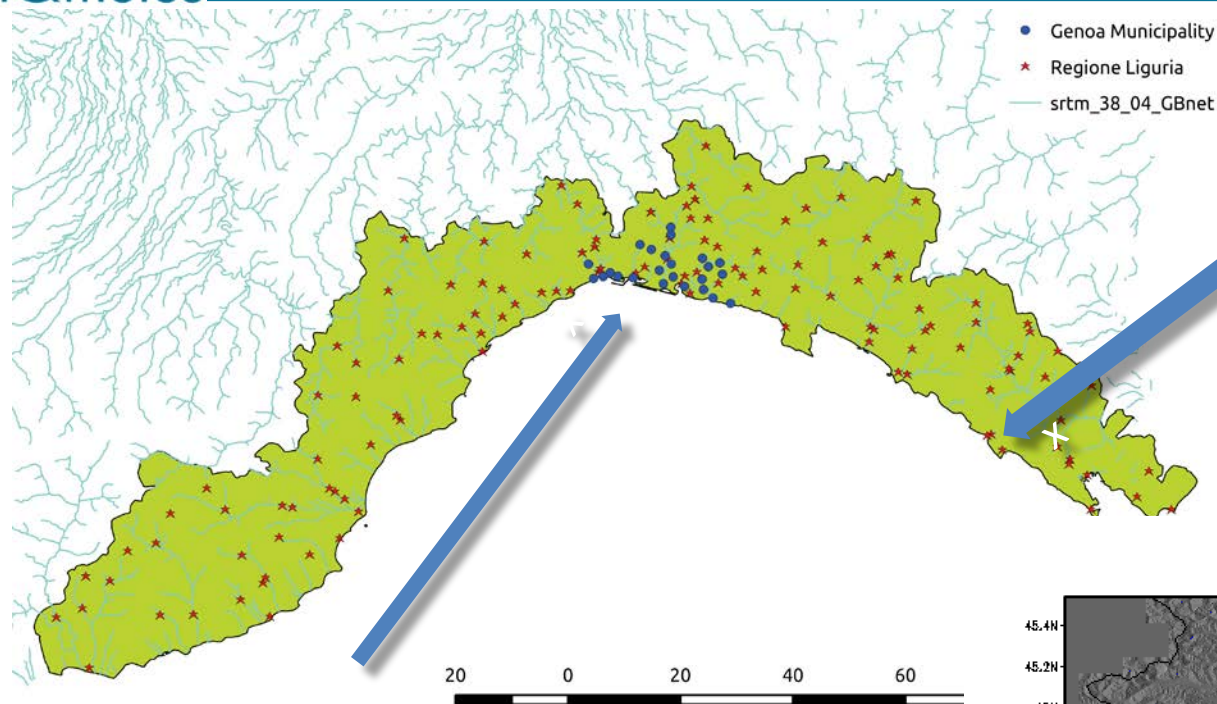 Genoa Municipality
Regione Liguria
srtm_38_04_GBnet
X
20 0 20 40 60
45.4N
45.2N